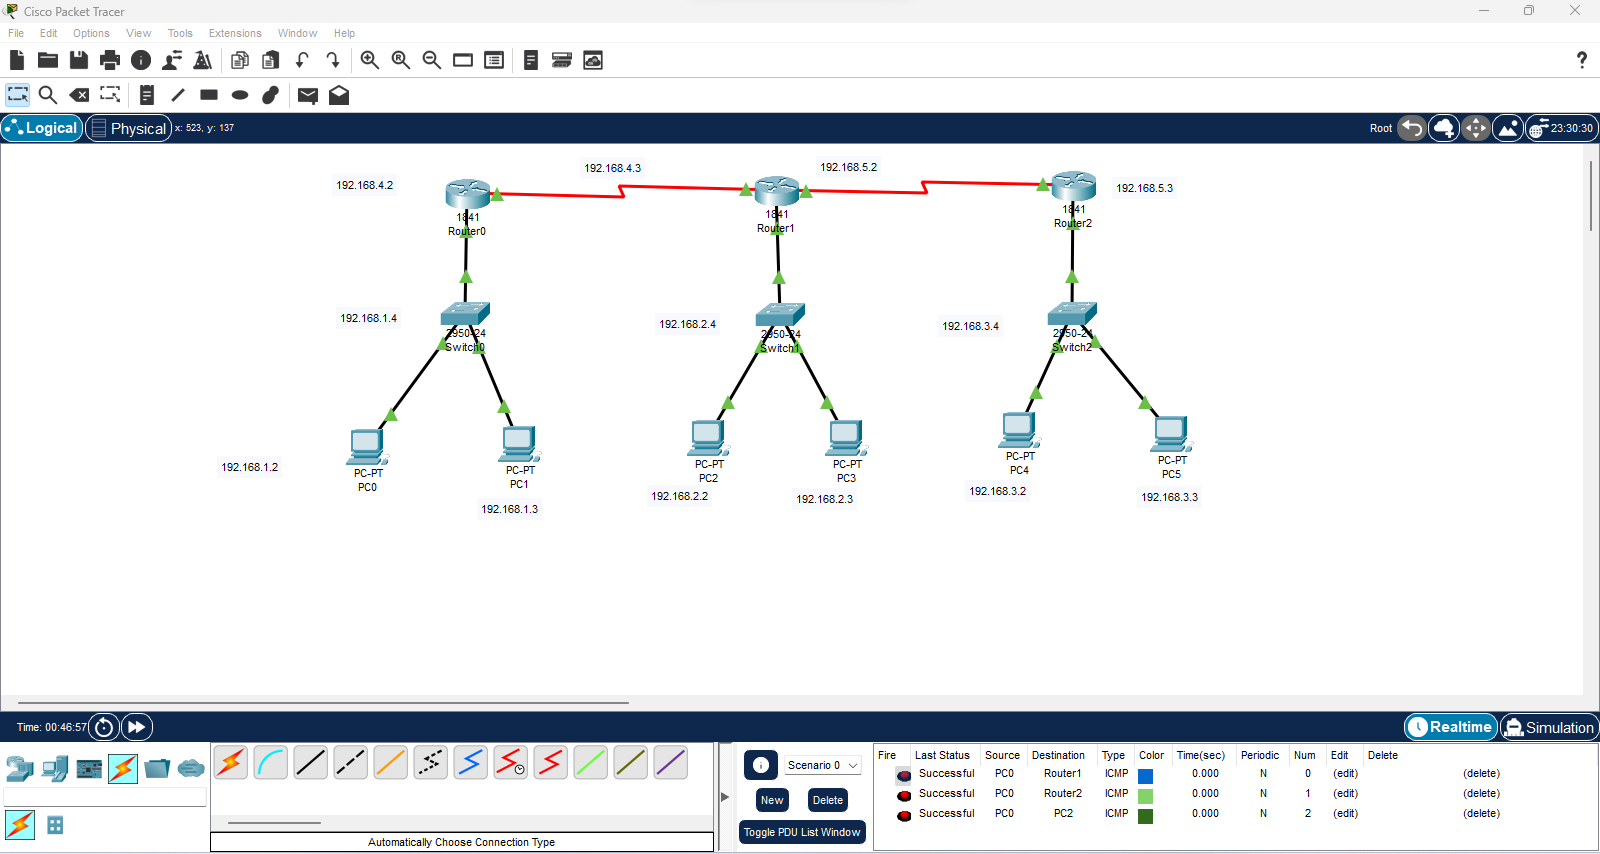 Cisco Packet Tracer
File Edit Options View Tools Extensions Window Help
Logical Physical x: 523, y: 137 Root 23:30:30
192.168.4.2
192.168.4.3
192.168.5.2
192.168.5.3
1841
Router0
1841
Router1
1841
Router2
192.168.1.4
2950-24
Switch0
192.168.2.4
2950-24
Switch1
192.168.3.4
2950-24
Switch2
192.168.1.2
PC-PT
PC0
PC-PT
PC1
192.168.1.3
PC-PT
PC2
192.168.2.2
PC-PT
PC3
192.168.2.3
PC-PT
PC4
192.168.3.2
PC-PT
PC5
192.168.3.3
Time: 00:46:57 Realtime Simulation
Automatically Choose Connection Type
Scenario 0
New Delete
Toggle PDU List Window
Fire Last Status Source Destination Type Color Time(sec) Periodic Num Edit Delete
Successful PC0 Router1 ICMP 0.000 N 0 (edit) (delete)
Successful PC0 Router2 ICMP 0.000 N 1 (edit) (delete)
Successful PC0 PC2 ICMP 0.000 N 2 (edit) (delete)